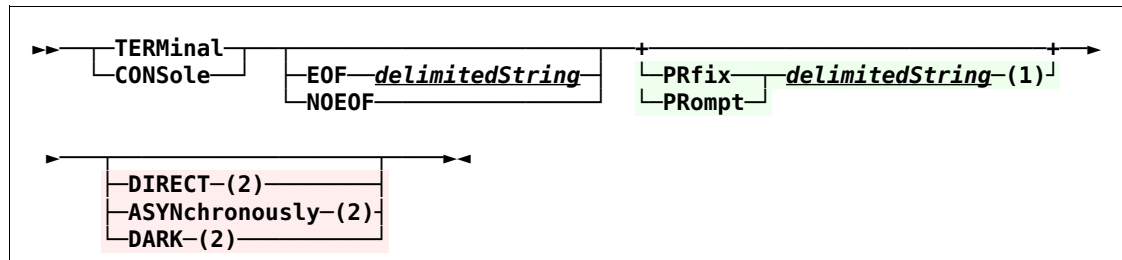 ►►──┬─TERMinal─┬──┬─────────────────────┬──+─────────────────────────────+──►
└─CONSole──┘  ├─EOF──delimitedString─┤  └─PRfix──┬─delimitedString─(1)┘
└─NOEOF────────────────┘  └─PRompt─┘
►───┬────────────────────┬────►◄
├─DIRECT─(2)─────────┤
├─ASYNchronously─(2)─┤
└─DARK─(2)───────────┘